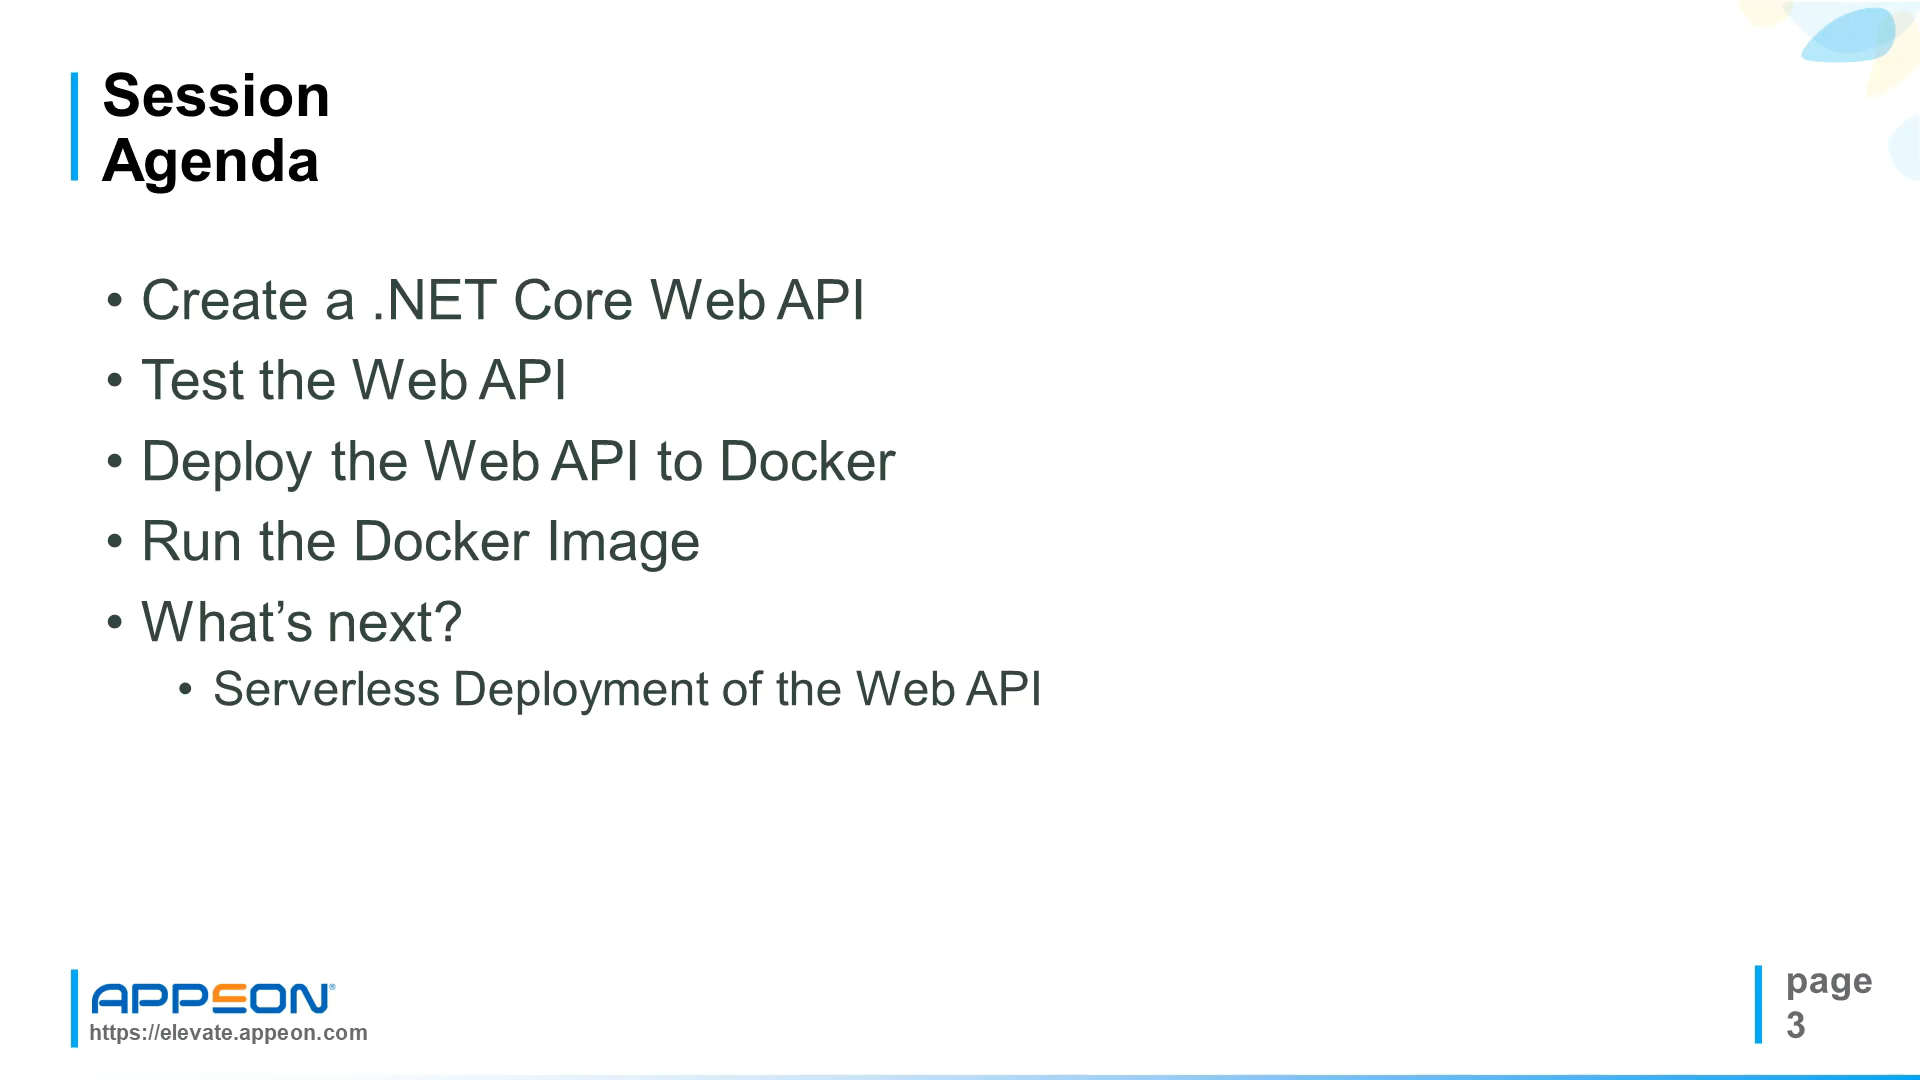 Session
Agenda
• Create a .NET Core Web API
• Test the Web API
• Deploy the Web API to Docker
• Run the Docker Image
• What’s next?
• Serverless Deployment of the Web API
APPEON®
https://elevate.appeon.com
page
3